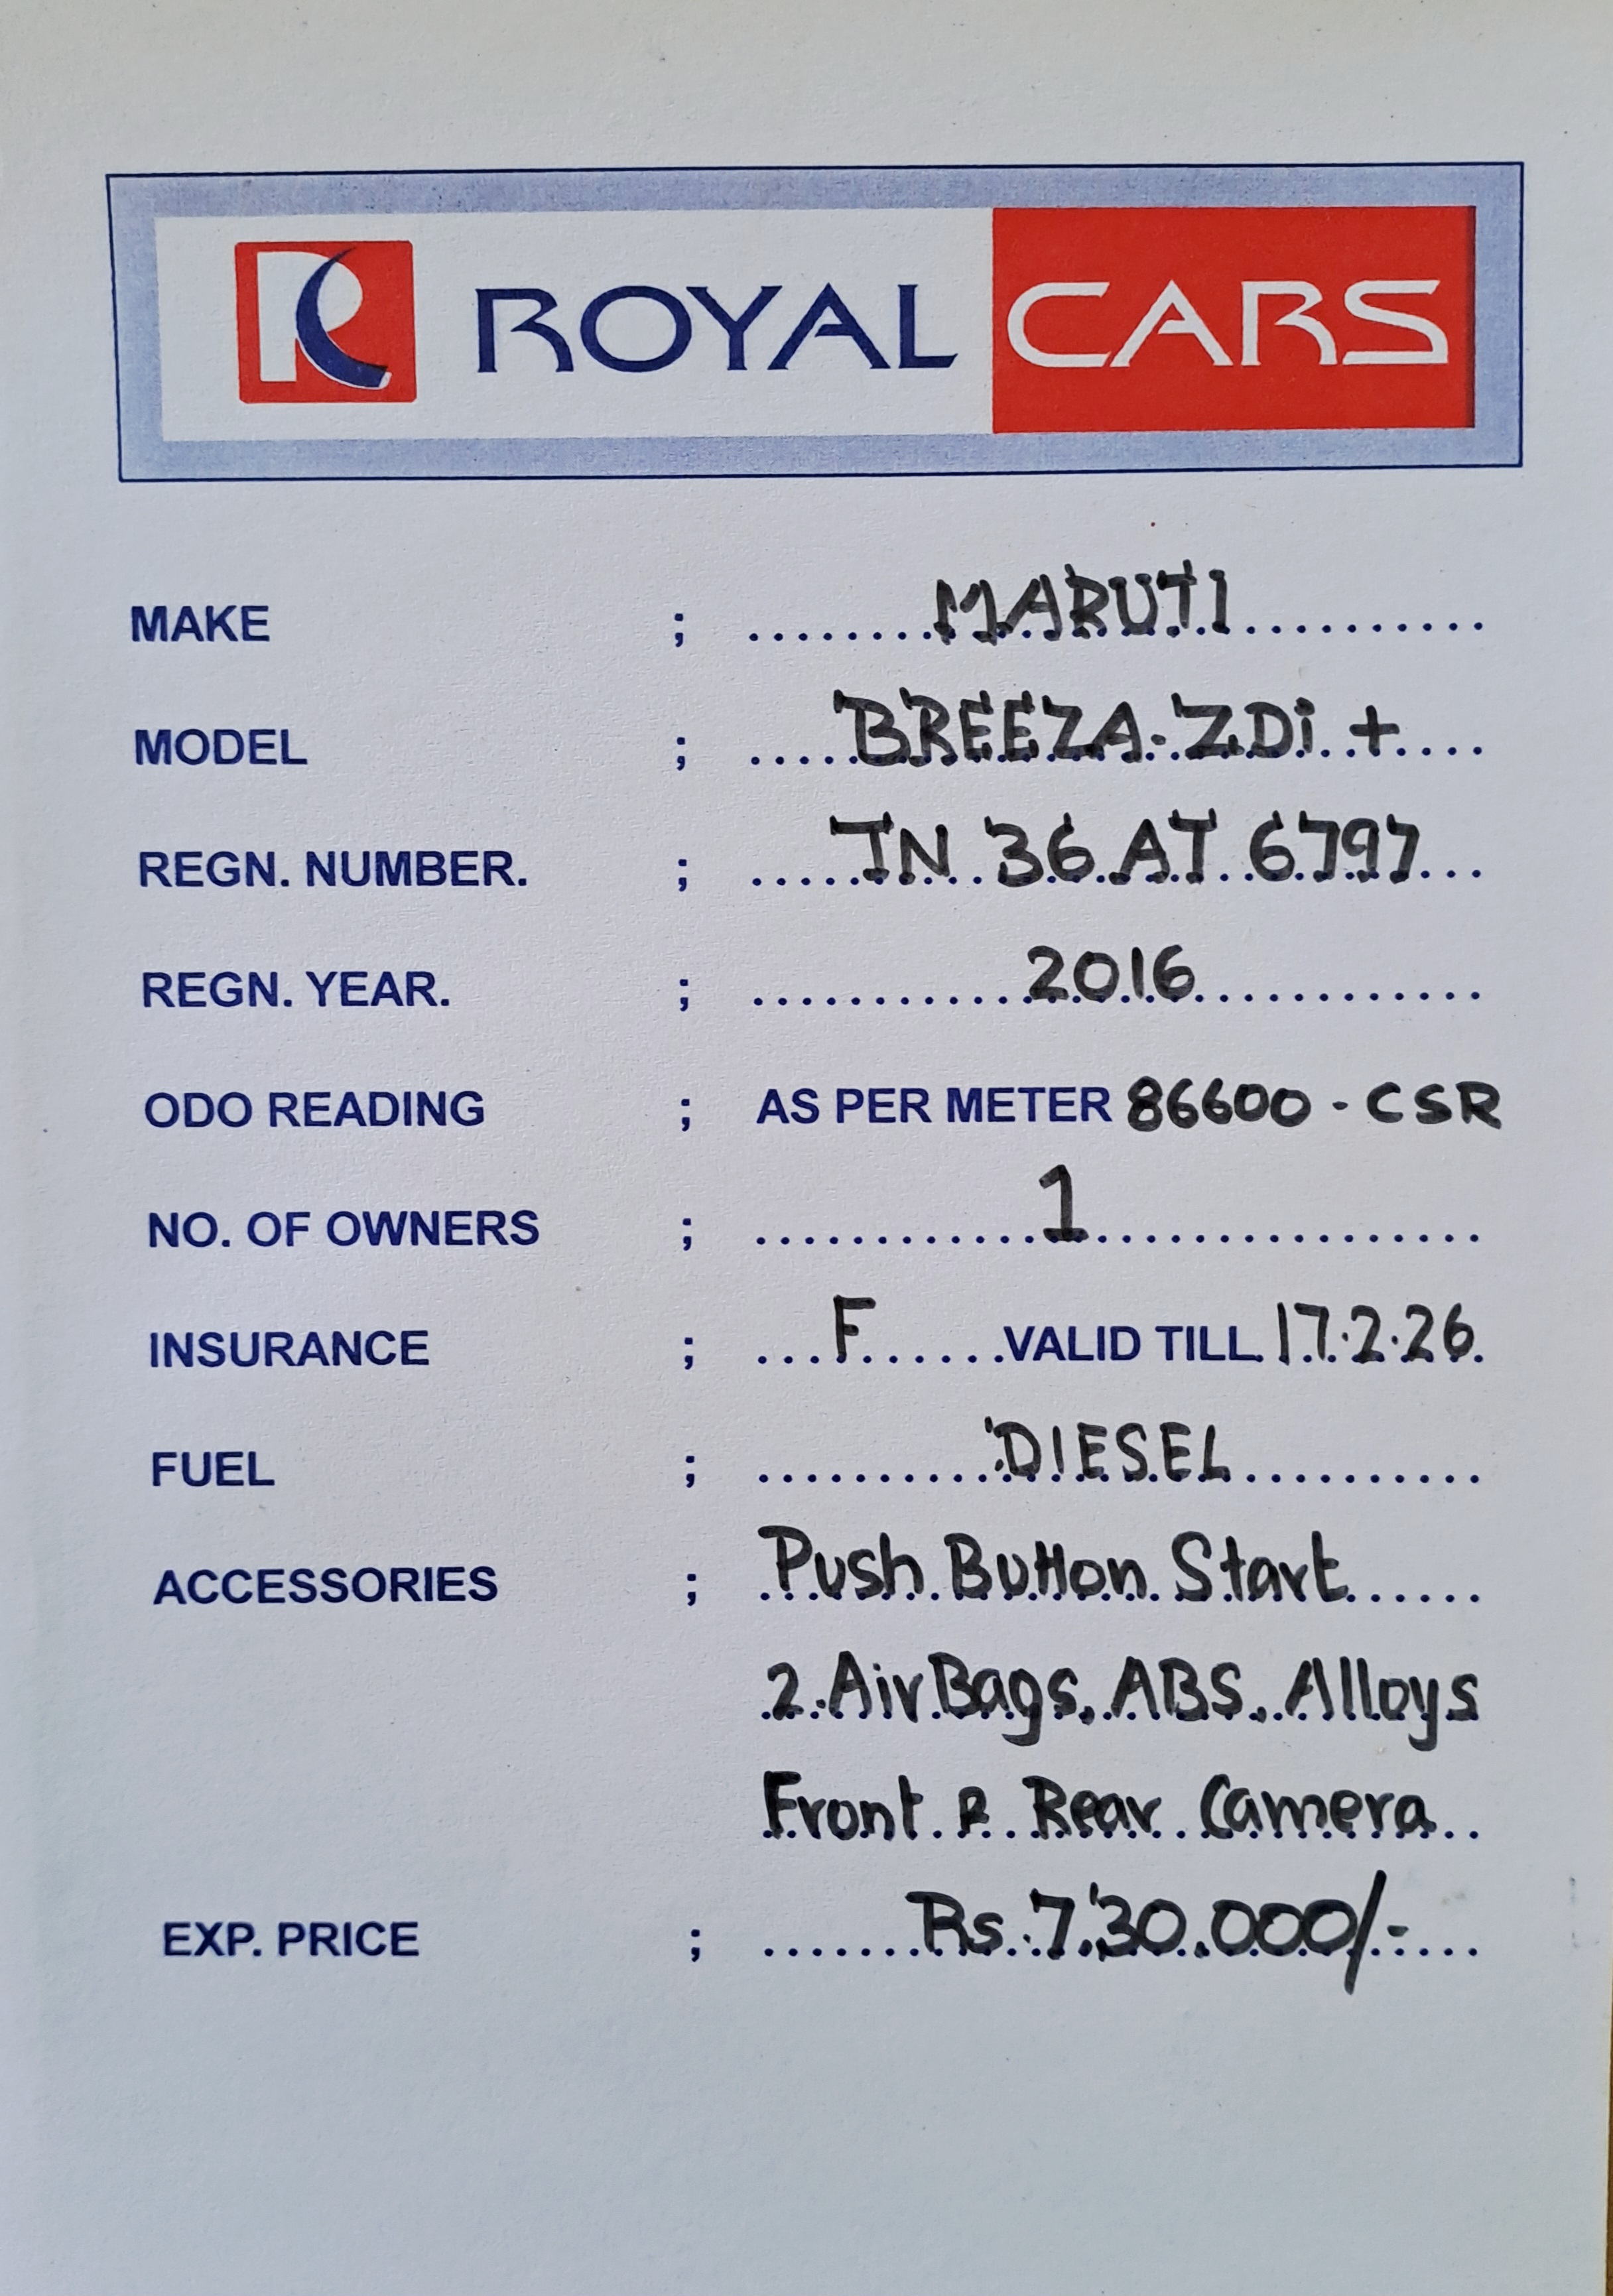 R ROYAL CARS
MAKE ; MARUTI
MODEL ; BREEZA-ZDi +
REGN. NUMBER. ; TN 36 AT 6797
REGN. YEAR. ; 2016
ODO READING ; AS PER METER 86600 - CSR
NO. OF OWNERS ; 1
INSURANCE ; F VALID TILL 17.2.26
FUEL ; DIESEL
ACCESSORIES ; Push Button Start
2 AirBags, ABS, Alloys
Front & Rear Camera
EXP. PRICE ; Rs. 7,30,000/-